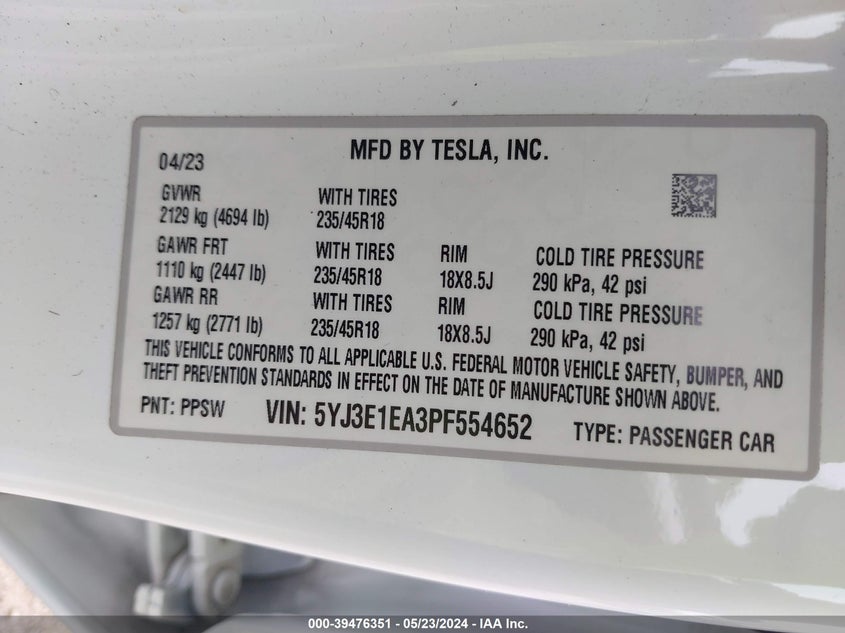 MFD BY TESLA, INC.
04/23
GVWR WITH TIRES
2129 kg (4694 lb) 235/45R18
GAWR FRT WITH TIRES RIM COLD TIRE PRESSURE
1110 kg (2447 lb) 235/45R18 18X8.5J 290 kPa, 42 psi
GAWR RR WITH TIRES RIM COLD TIRE PRESSURE
1257 kg (2771 lb) 235/45R18 18X8.5J 290 kPa, 42 psi
THIS VEHICLE CONFORMS TO ALL APPLICABLE U.S. FEDERAL MOTOR VEHICLE SAFETY, BUMPER, AND
THEFT PREVENTION STANDARDS IN EFFECT ON THE DATE OF MANUFACTURE SHOWN ABOVE.
PNT: PPSW VIN: 5YJ3E1EA3PF554652 TYPE: PASSENGER CAR
000-39476351 - 05/23/2024 - IAA Inc.